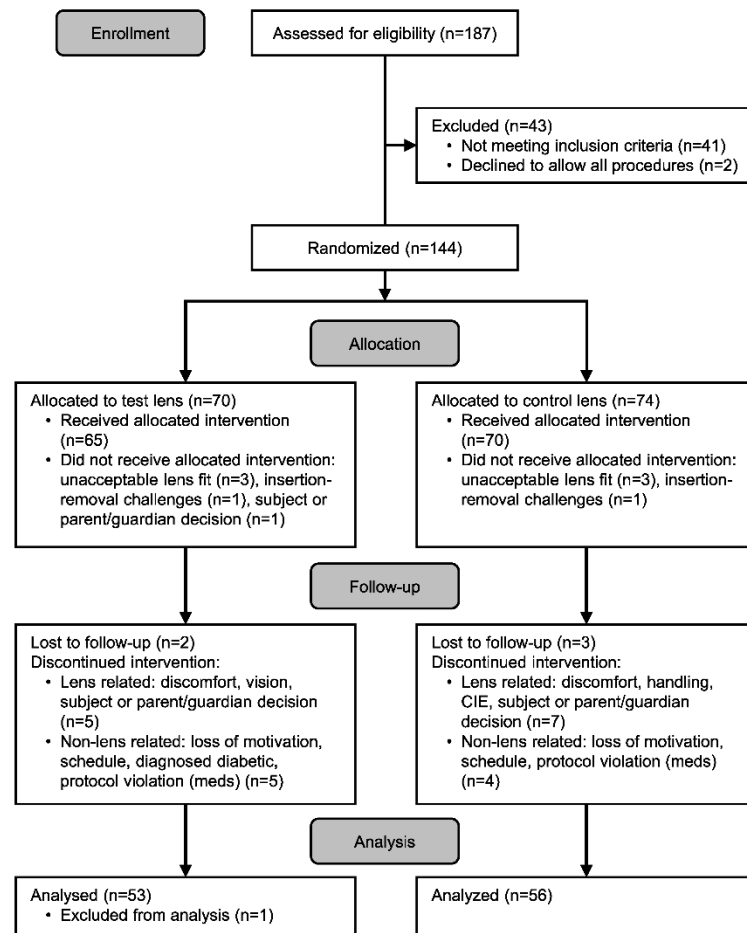 Enrollment
Assessed for eligibility (n=187)
Excluded (n=43)
• Not meeting inclusion criteria (n=41)
• Declined to allow all procedures (n=2)
Randomized (n=144)
Allocation
Allocated to test lens (n=70)
• Received allocated intervention
(n=65)
• Did not receive allocated intervention:
unacceptable lens fit (n=3), insertion-
removal challenges (n=1), subject or
parent/guardian decision (n=1)
Allocated to control lens (n=74)
• Received allocated intervention
(n=70)
• Did not receive allocated intervention:
unacceptable lens fit (n=3), insertion-
removal challenges (n=1)
Follow-up
Lost to follow-up (n=2)
Discontinued intervention:
• Lens related: discomfort, vision,
subject or parent/guardian decision
(n=5)
• Non-lens related: loss of motivation,
schedule, diagnosed diabetic,
protocol violation (meds) (n=5)
Lost to follow-up (n=3)
Discontinued intervention:
• Lens related: discomfort, handling,
CIE, subject or parent/guardian
decision (n=7)
• Non-lens related: loss of motivation,
schedule, protocol violation (meds)
(n=4)
Analysis
Analysed (n=53)
• Excluded from analysis (n=1)
Analyzed (n=56)